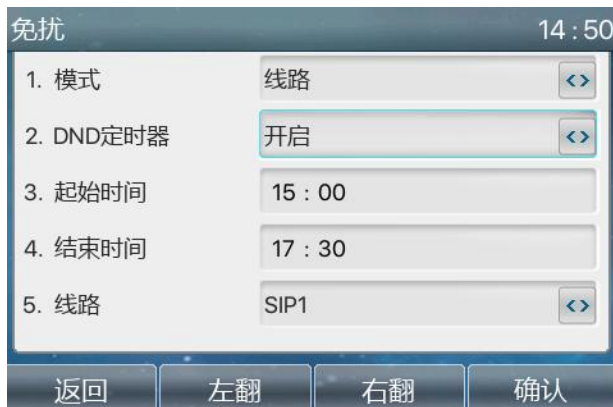 免扰 14:50
1. 模式 线路
2. DND定时器 开启
3. 起始时间 15 : 00
4. 结束时间 17 : 30
5. 线路 SIP1
返回 左翻 右翻 确认